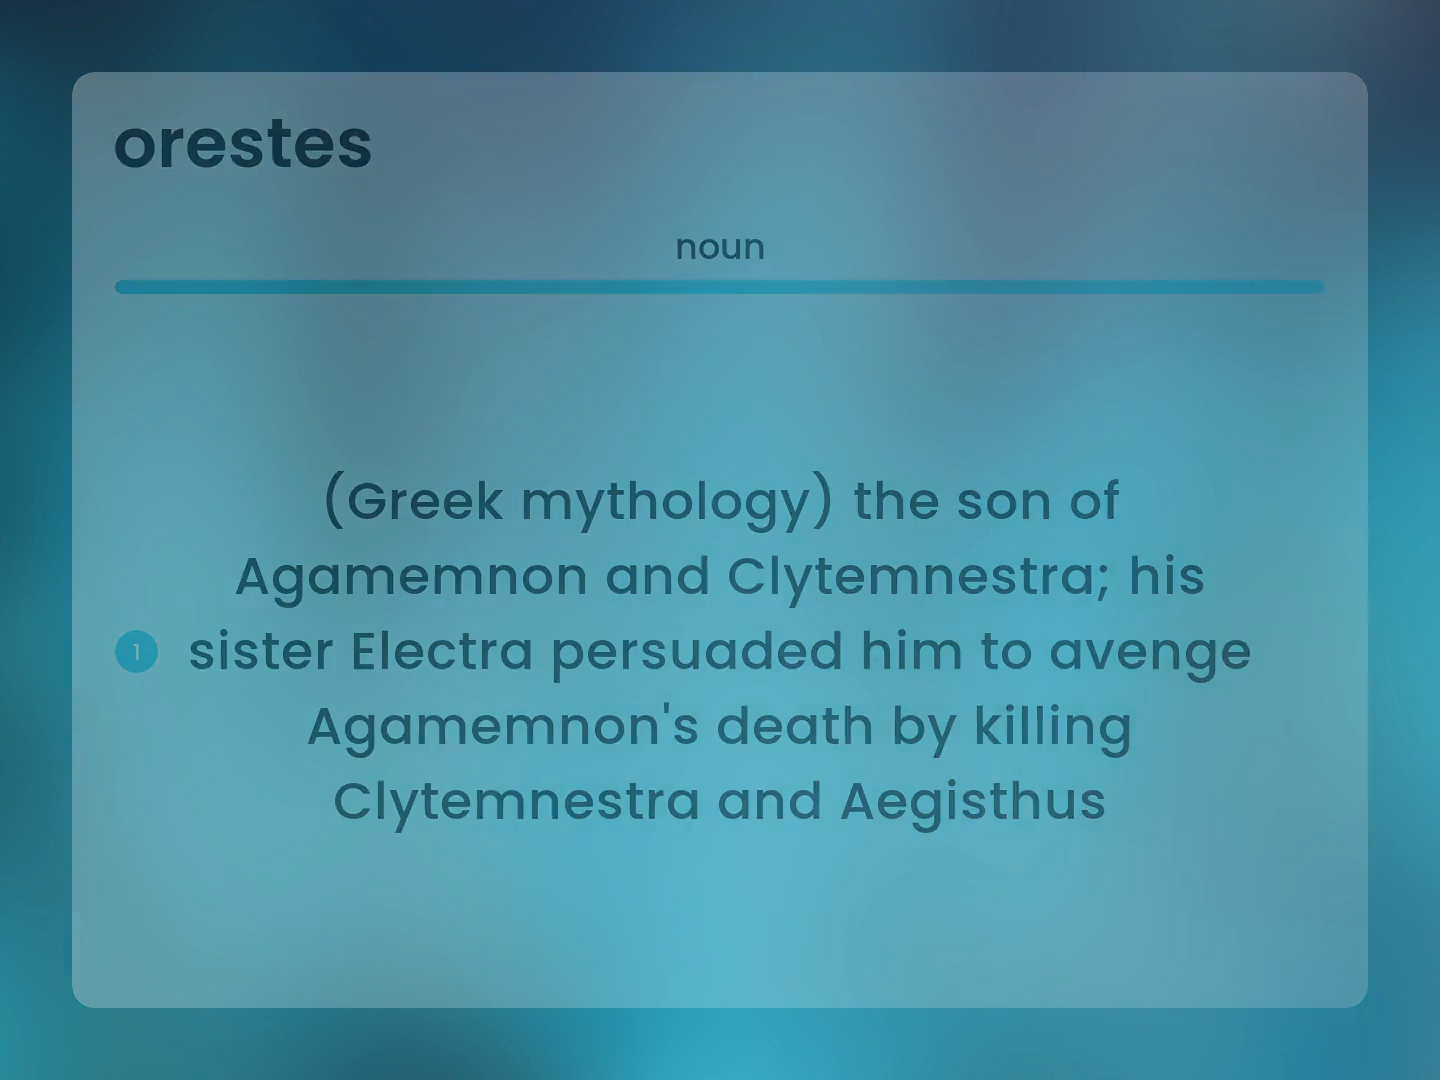 orestes
noun
(Greek mythology) the son of
Agamemnon and Clytemnestra; his
1 sister Electra persuaded him to avenge
Agamemnon's death by killing
Clytemnestra and Aegisthus